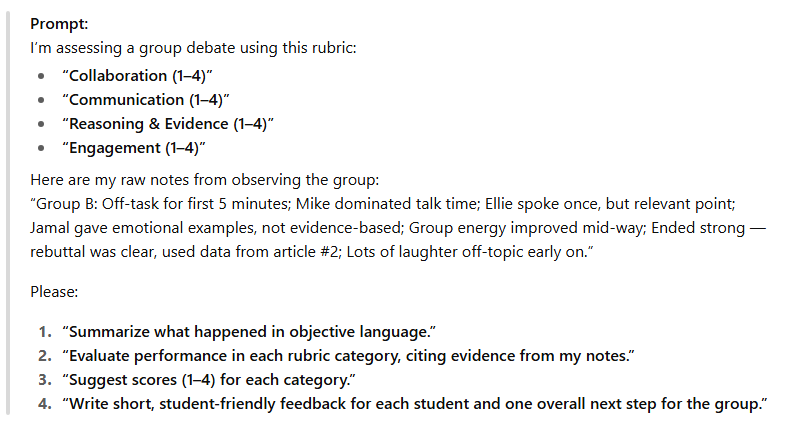 Prompt:
I’m assessing a group debate using this rubric:
• “Collaboration (1–4)”
• “Communication (1–4)”
• “Reasoning & Evidence (1–4)”
• “Engagement (1–4)”
Here are my raw notes from observing the group:
“Group B: Off-task for first 5 minutes; Mike dominated talk time; Ellie spoke once, but relevant point;
Jamal gave emotional examples, not evidence-based; Group energy improved mid-way; Ended strong —
rebuttal was clear, used data from article #2; Lots of laughter off-topic early on.”
Please:
1. “Summarize what happened in objective language.”
2. “Evaluate performance in each rubric category, citing evidence from my notes.”
3. “Suggest scores (1–4) for each category.”
4. “Write short, student-friendly feedback for each student and one overall next step for the group.”